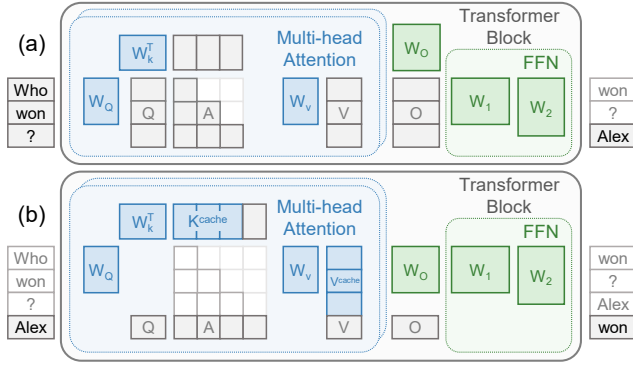 (a)
Who
won
?
W_Q
W_k^T
Q
A
Multi-head
Attention
W_v
V
W_O
O
Transformer
Block
FFN
W_1
W_2
won
?
Alex
(b)
Who
won
?
Alex
W_Q
W_k^T
K^cache
Q
A
Multi-head
Attention
W_v
V^cache
V
W_O
O
Transformer
Block
FFN
W_1
W_2
won
?
Alex
won